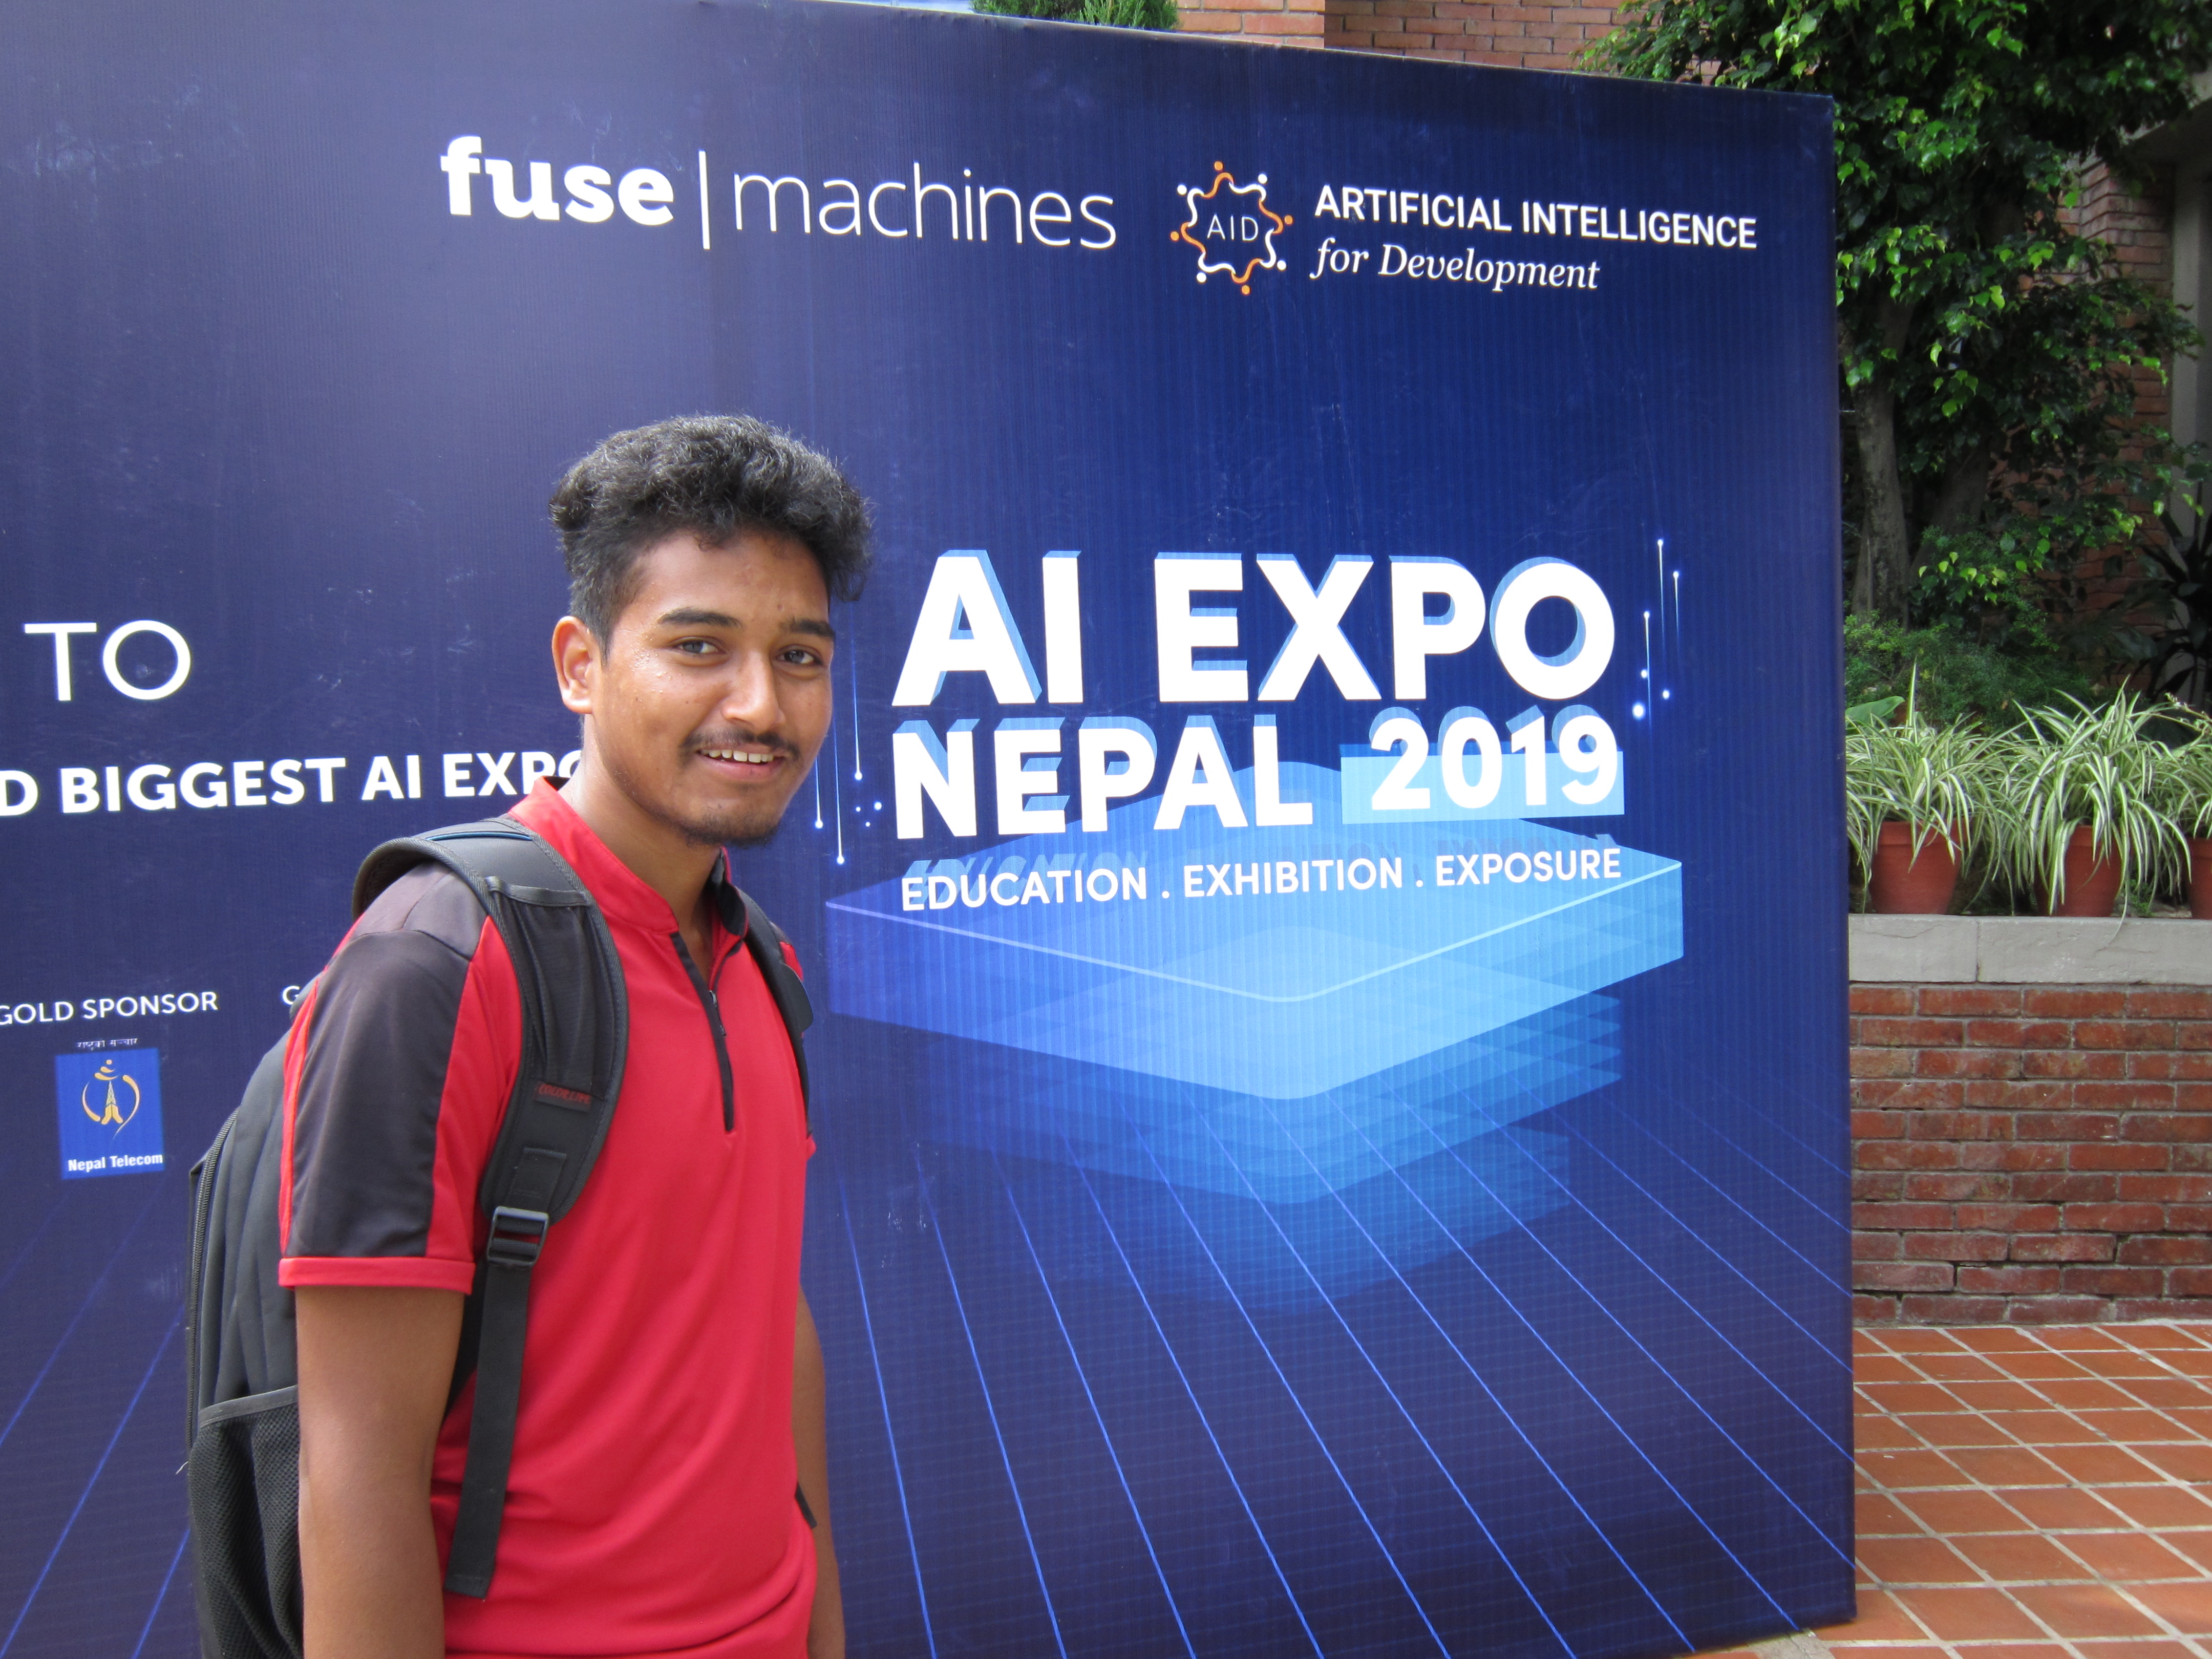 fuse | machines
AID
ARTIFICIAL INTELLIGENCE
for Development
TO
D BIGGEST AI EXPO
AI EXPO
NEPAL 2019
EDUCATION . EXHIBITION . EXPOSURE
GOLD SPONSOR
G
Nepal Telecom